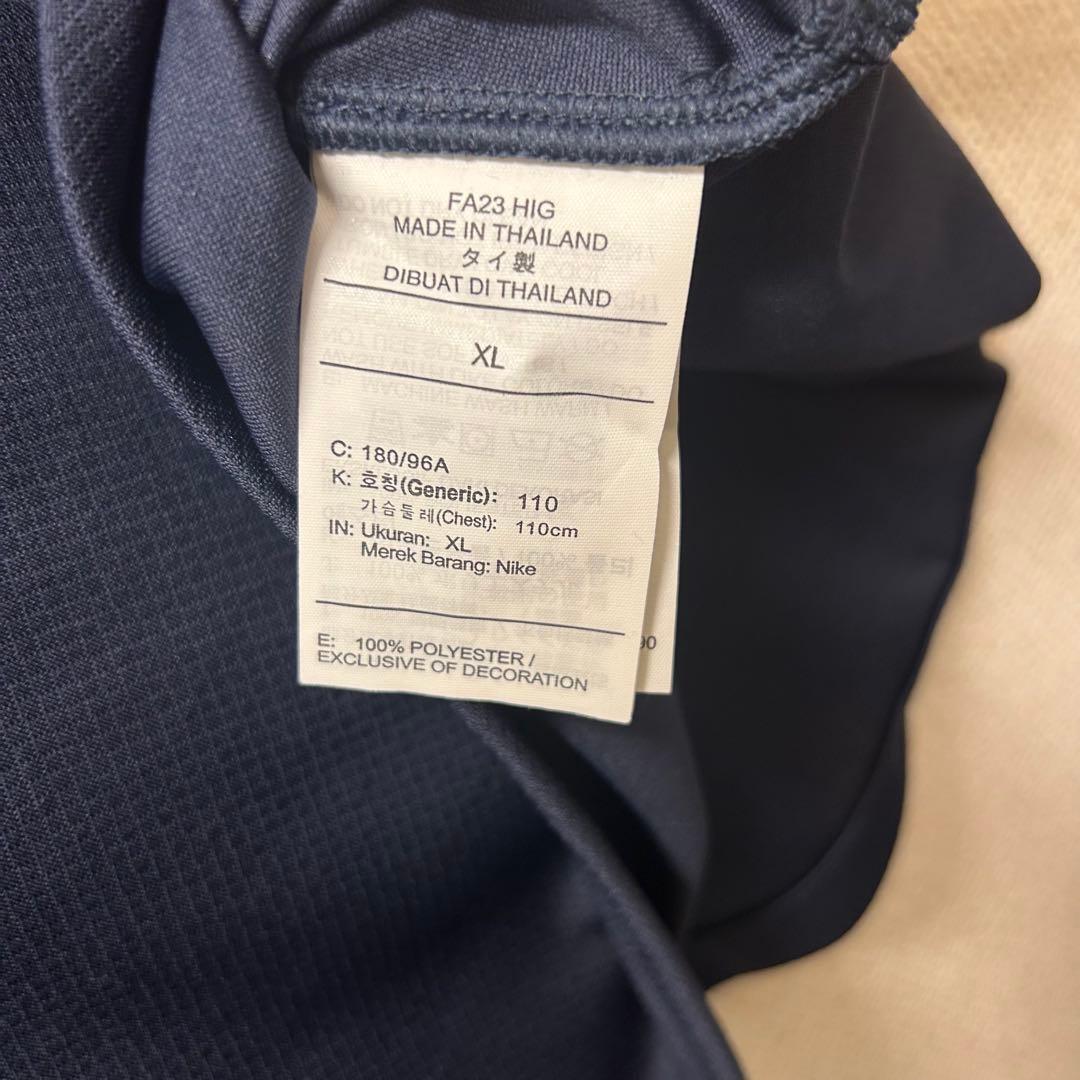 FA23 HIG
MADE IN THAILAND
タイ製
DIBUAT DI THAILAND
XL
C: 180/96A
K: 호칭(Generic): 110
가슴둘레(Chest): 110cm
IN: Ukuran: XL
Merek Barang: Nike
E: 100% POLYESTER /
EXCLUSIVE OF DECORATION